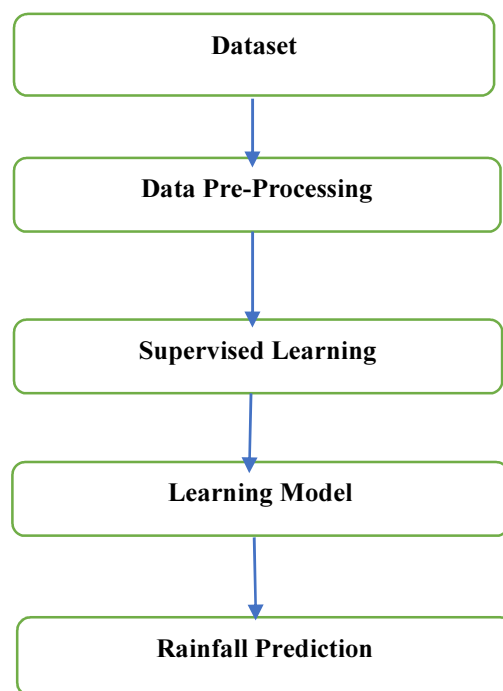 Dataset
Data Pre-Processing
Supervised Learning
Learning Model
Rainfall Prediction